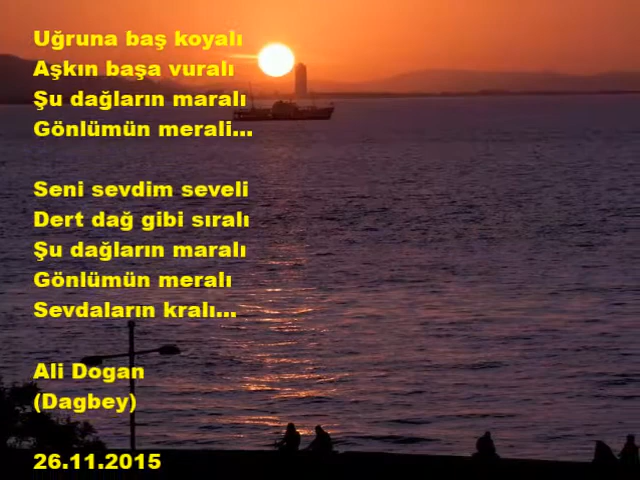 Uğruna baş koyalı
Aşkın başa vuralı
Şu dağların maralı
Gönlümün merali...
Seni sevdim seveli
Dert dağ gibi sıralı
Şu dağların maralı
Gönlümün meralı
Sevdaların kralı...
Ali Dogan
(Dagbey)
26.11.2015